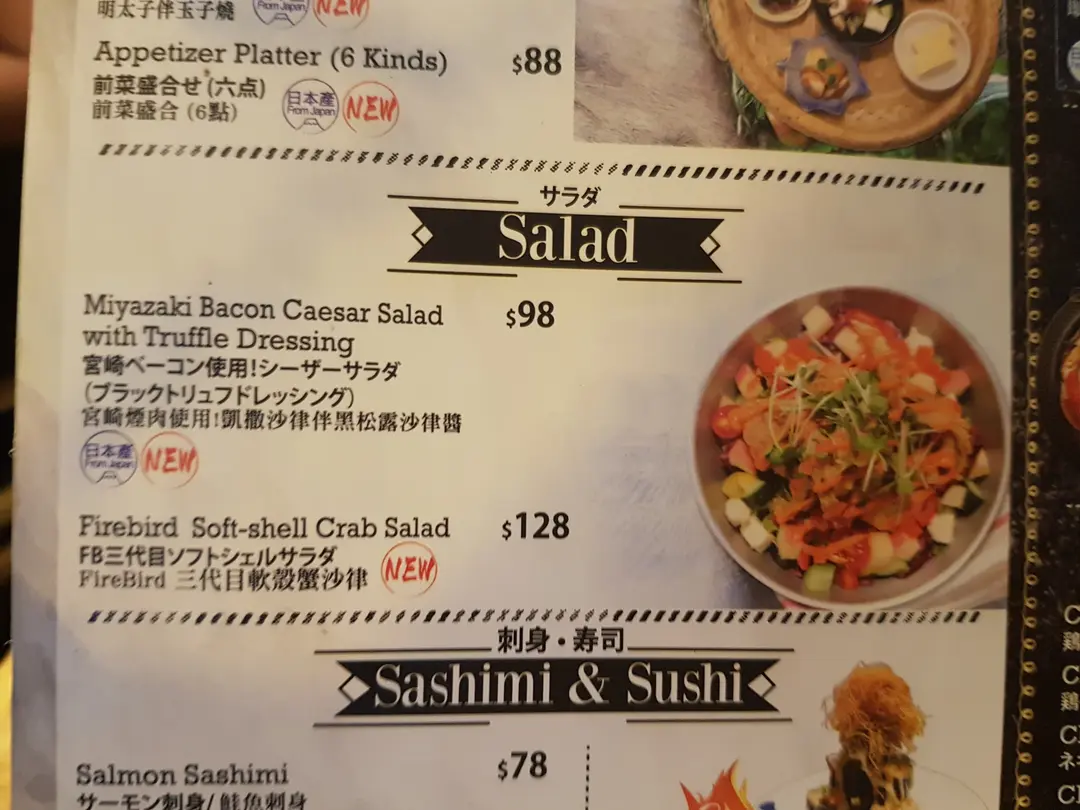 明太子伴玉子燒
From Japan
NEW
Appetizer Platter (6 Kinds) $88
前菜盛合せ (六点)
前菜盛合 (6點)
日本產
From Japan
NEW
サラダ
Salad
Miyazaki Bacon Caesar Salad $98
with Truffle Dressing
宮崎ベーコン使用!シーザーサラダ
(ブラックトリュフドレッシング)
宮崎煙肉使用!凱撒沙律伴黑松露沙律醬
日本產
From Japan
NEW
Firebird Soft-shell Crab Salad $128
FB三代目ソフトシェルサラダ
FireBird 三代目軟殼蟹沙律
NEW
刺身・寿司
Sashimi & Sushi
Salmon Sashimi $78
サーモン刺身/ 鮭魚刺身